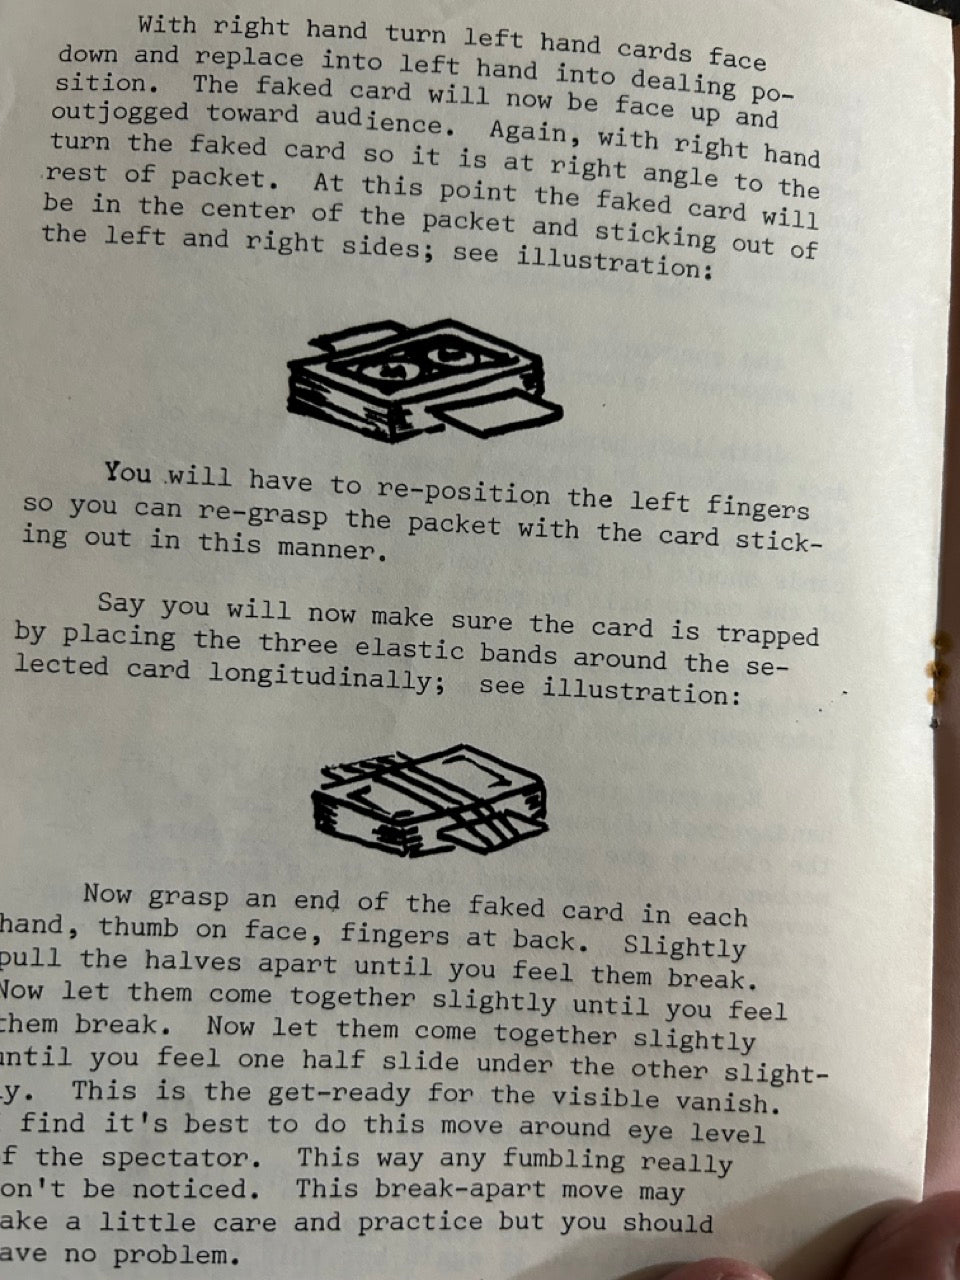 With right hand turn left hand cards face
down and replace into left hand into dealing po-
sition. The faked card will now be face up and
outjogged toward audience. Again, with right hand
turn the faked card so it is at right angle to the
rest of packet. At this point the faked card will
be in the center of the packet and sticking out of
the left and right sides; see illustration:
You will have to re-position the left fingers
so you can re-grasp the packet with the card stick-
ing out in this manner.
Say you will now make sure the card is trapped
by placing the three elastic bands around the se-
lected card longitudinally; see illustration:
Now grasp an end of the faked card in each
hand, thumb on face, fingers at back. Slightly
pull the halves apart until you feel them break.
Now let them come together slightly until you feel
them break. Now let them come together slightly
until you feel one half slide under the other slight-
ly. This is the get-ready for the visible vanish.
find it's best to do this move around eye level
f the spectator. This way any fumbling really
on't be noticed. This break-apart move may
ake a little care and practice but you should
ave no problem.